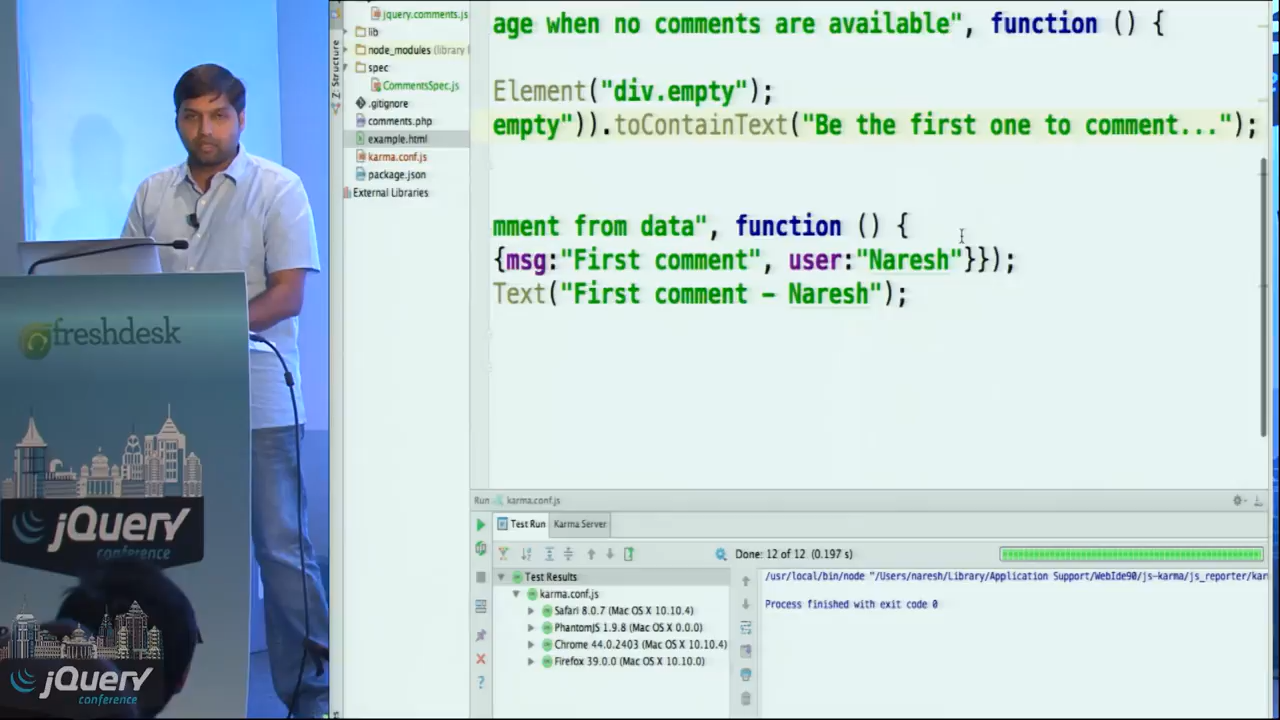 freshdesk
jQuery
conference
jQuery
conference
Z: Structure
jquery.comments.js
lib
node_modules (library
spec
CommentsSpec.js
.gitignore
comments.php
example.html
karma.conf.js
package.json
External Libraries
age when no comments are available", function () {
Element("div.empty");
empty")).toContainText("Be the first one to comment...");
mment from data", function () {
{msg:"First comment", user:"Naresh"}});
Text("First comment - Naresh");
Run karma.conf.js
Test Run Karma Server
Done: 12 of 12 (0.197 s)
Test Results
karma.conf.js
Safari 8.0.7 (Mac OS X 10.10.4)
PhantomJS 1.9.8 (Mac OS X 0.0.0)
Chrome 44.0.2403 (Mac OS X 10.10.4)
Firefox 39.0.0 (Mac OS X 10.10.0)
/usr/local/bin/node "/Users/naresh/Library/Application Support/WebIde90/js-karma/js_reporter/kar
Process finished with exit code 0